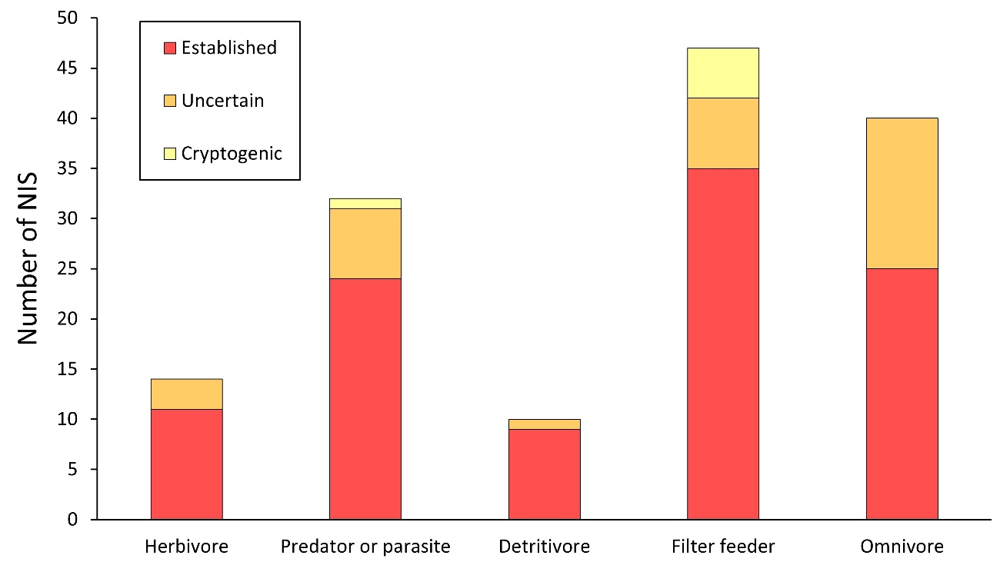 Number of NIS
50
45
40
35
30
25
20
15
10
5
0
Established
Uncertain
Cryptogenic
Herbivore
Predator or parasite
Detritivore
Filter feeder
Omnivore